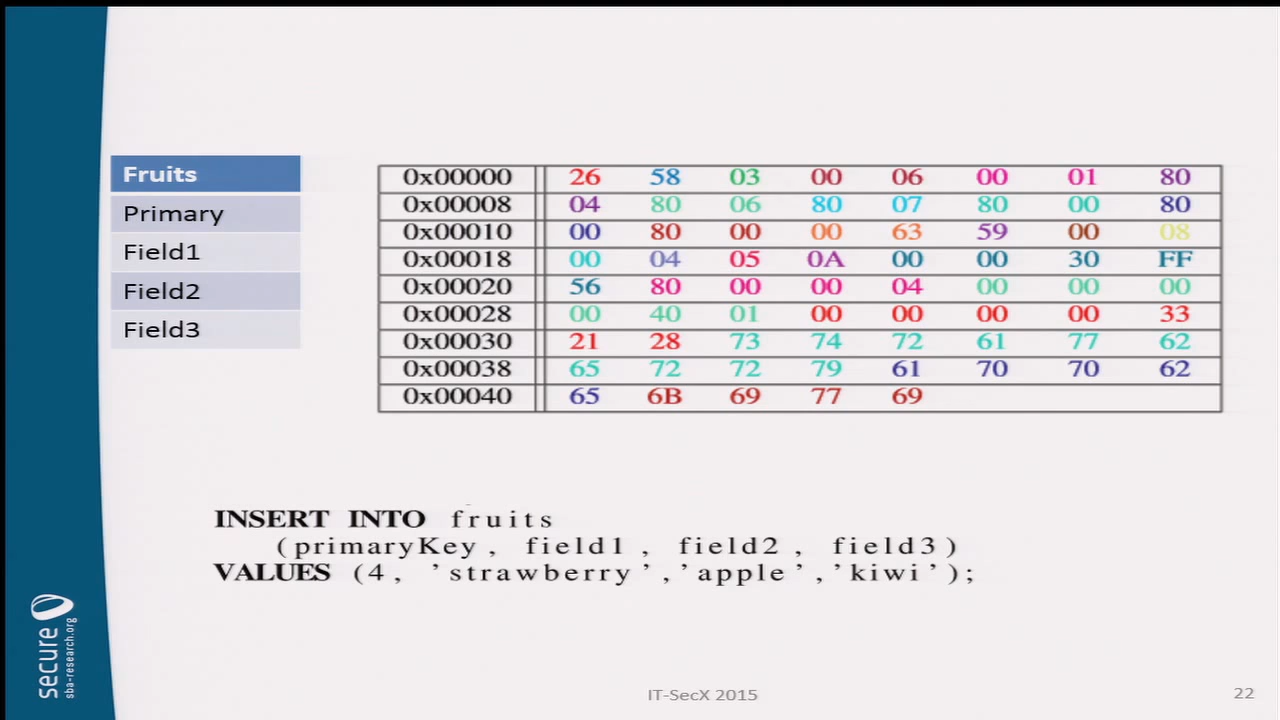 Fruits
Primary
Field1
Field2
Field3
0x00000 26 58 03 00 06 00 01 80
0x00008 04 80 06 80 07 80 00 80
0x00010 00 80 00 00 63 59 00 08
0x00018 00 04 05 0A 00 00 30 FF
0x00020 56 80 00 00 04 00 00 00
0x00028 00 40 01 00 00 00 00 33
0x00030 21 28 73 74 72 61 77 62
0x00038 65 72 72 79 61 70 70 62
0x00040 65 6B 69 77 69
INSERT INTO fruits
(primaryKey, field1, field2, field3)
VALUES (4, 'strawberry','apple','kiwi');
secure
sba-research.org
IT-SecX 2015
22